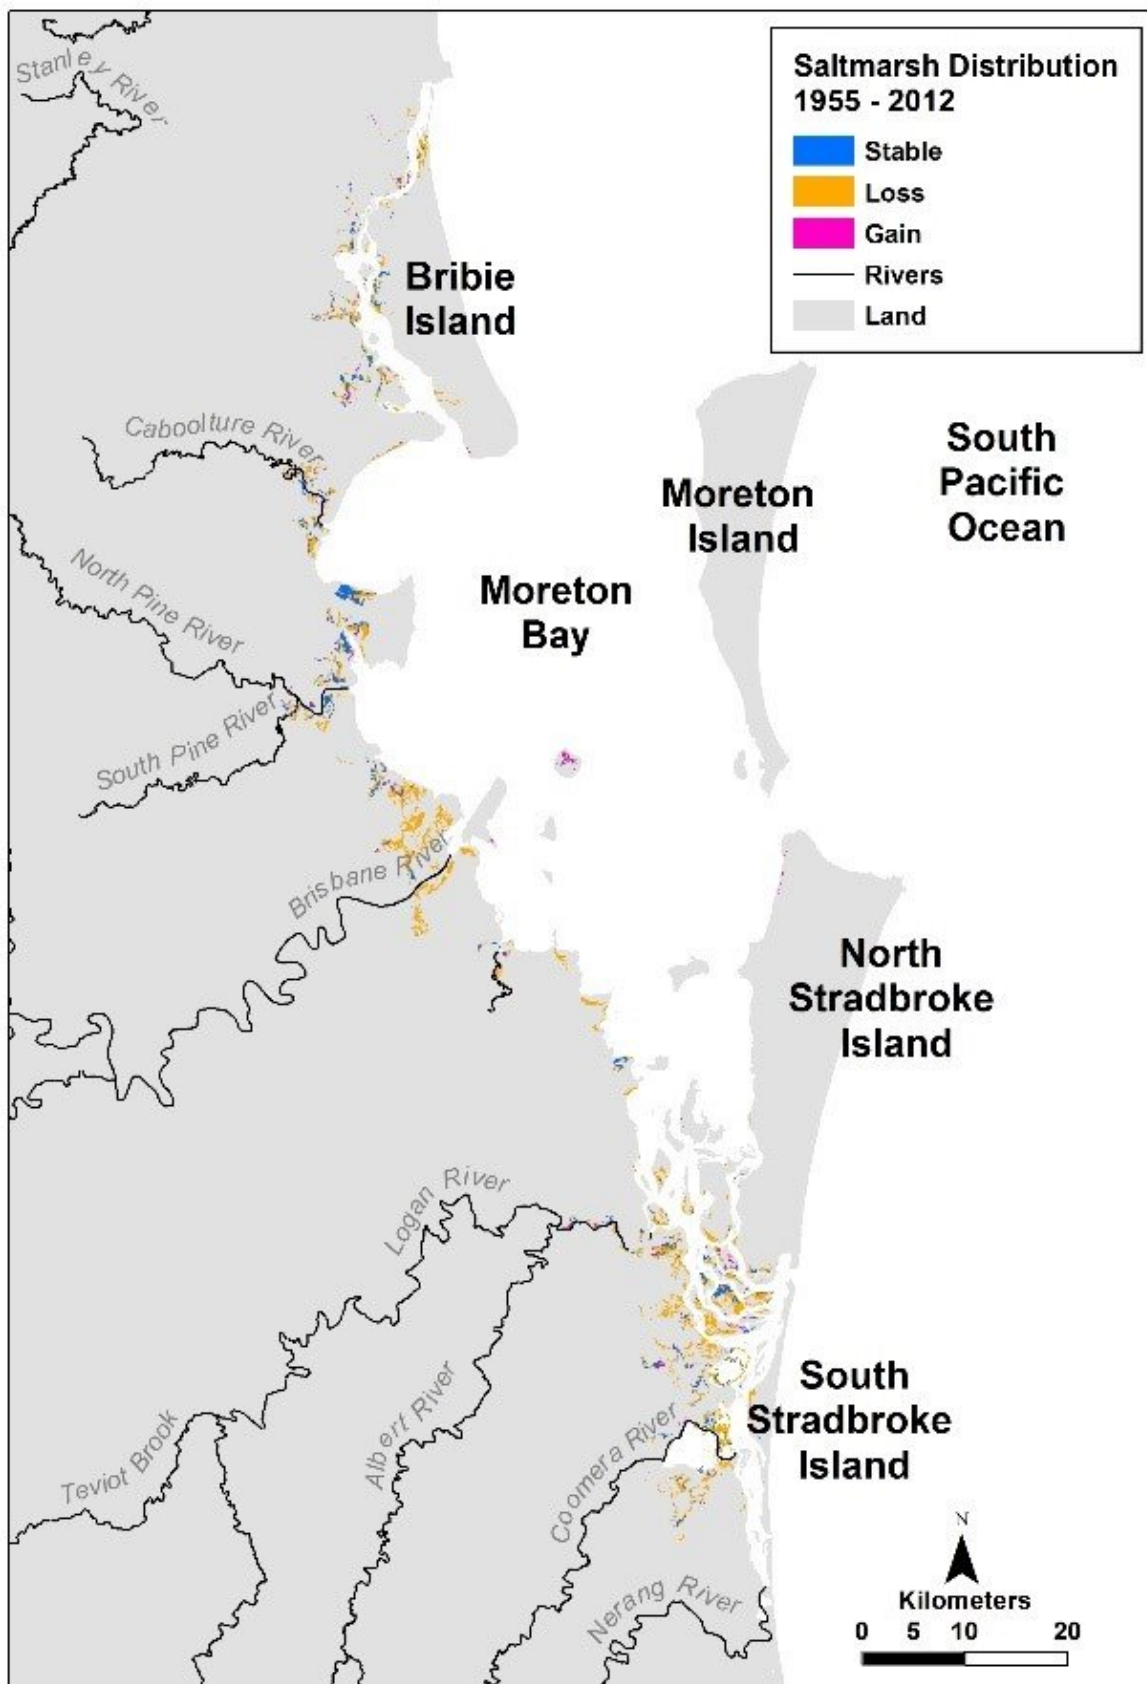 Stanley River
Saltmarsh Distribution
1955 - 2012
Stable
Loss
Gain
Rivers
Land
Bribie
Island
Caboolture River
South
Pacific
Ocean
Moreton
Island
North Pine River
Moreton
Bay
South Pine River
Brisbane River
North
Stradbroke
Island
Logan River
South
Stradbroke
Island
Teviot Brook
Albert River
Coomera River
Nerang River
N
Kilometers
0 5 10 20